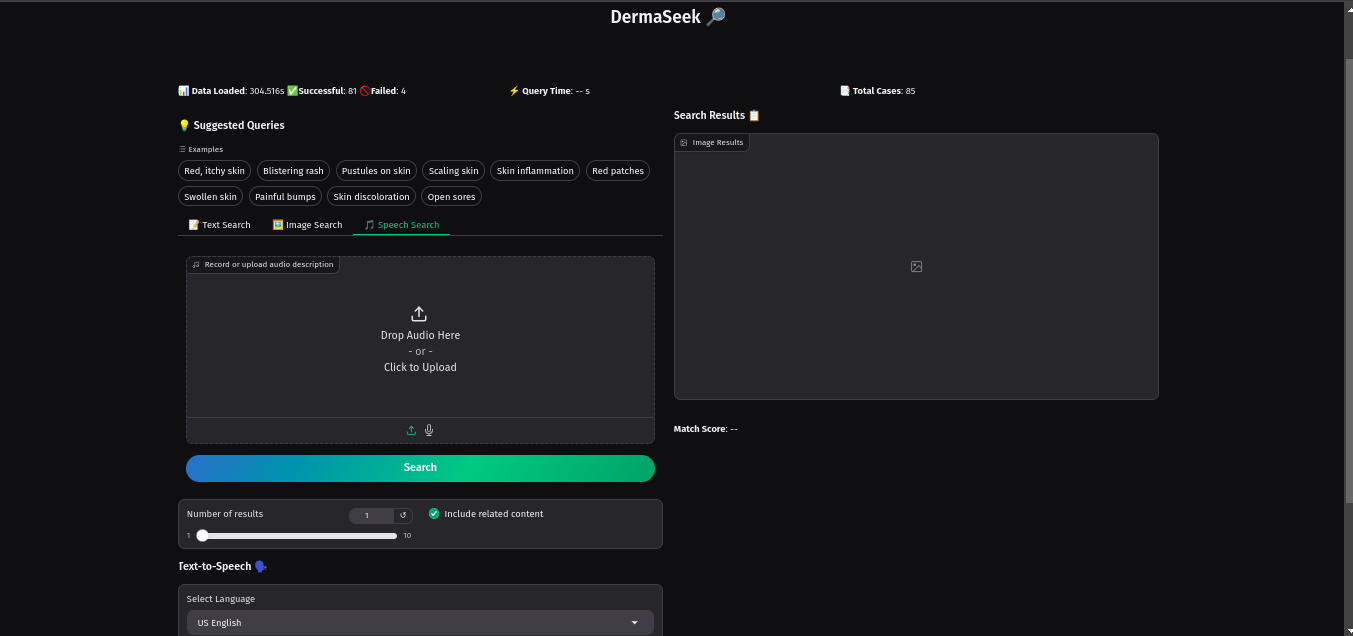 DermaSeek 🔎
📊 Data Loaded: 304.516s ✅Successful: 81 🚫Failed: 4
⚡ Query Time: -- s
📑 Total Cases: 85
💡 Suggested Queries
Examples
Red, itchy skin
Blistering rash
Pustules on skin
Scaling skin
Skin inflammation
Red patches
Swollen skin
Painful bumps
Skin discoloration
Open sores
📝 Text Search
🖼️ Image Search
🎵 Speech Search
Record or upload audio description
Drop Audio Here
- or -
Click to Upload
Search
Number of results
1
↺
1
10
Include related content
Text-to-Speech 🗣️
Select Language
US English
Search Results 📋
Image Results
Match Score: --